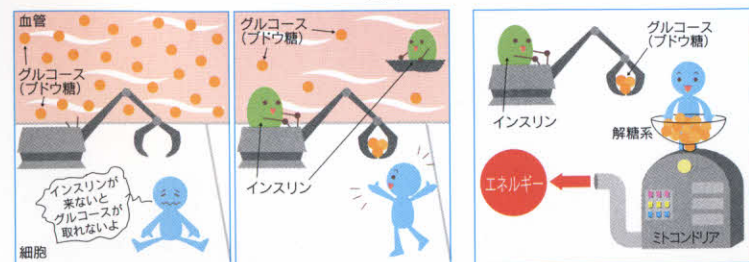 血管
グルコース
(ブドウ糖)
インスリンが
来ないと
グルコースが
取れないよ
細胞
グルコース
(ブドウ糖)
インスリン
グルコース
(ブドウ糖)
インスリン
解糖系
エネルギー
ミトコンドリア